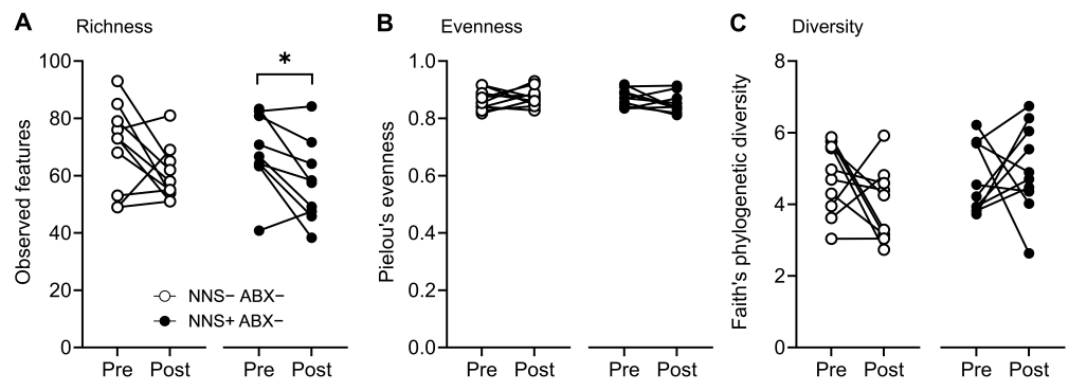 A Richness
B Evenness
C Diversity
Observed features
100
80
60
40
20
0
*
NNS− ABX−
NNS+ ABX−
Pre Post Pre Post
Pielou's evenness
1.0
0.8
0.6
0.4
0.2
0.0
Pre Post Pre Post
Faith's phylogenetic diversity
8
6
4
2
0
Pre Post Pre Post